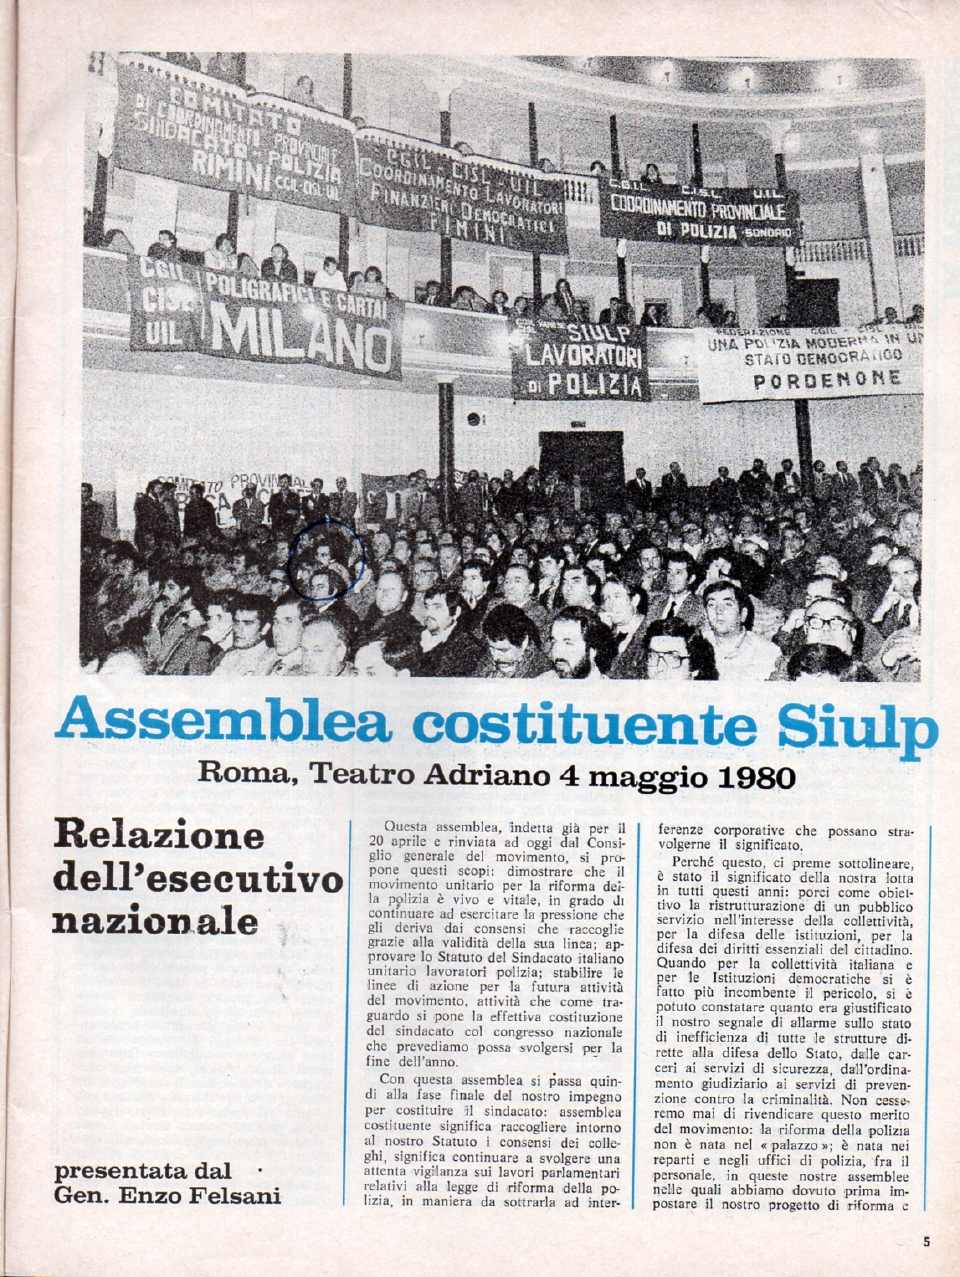 COMITATO
DI COORDINAMENTO PROVINCIALE
SINDACATO POLIZIA
RIMINI CGIL-CISL-UIL
CGIL CISL UIL
COORDINAMENTO LAVORATORI
FINANZIERI DEMOCRATICI
RIMINI
CGIL CISL UIL
COORDINAMENTO PROVINCIALE
DI POLIZIA - SONDRIO
CGIL
CISL
UIL
POLIGRAFICI E CARTAI
MILANO
SIULP
LAVORATORI
DI POLIZIA
FEDERAZIONE CGIL - CISL
UNA POLIZIA MODERNA IN UN
STATO DEMOCRATICO
PORDENONE
COMITATO PROVINCIAL
Assemblea costituente Siulp
Roma, Teatro Adriano 4 maggio 1980
Relazione
dell'esecutivo
nazionale
presentata dal
Gen. Enzo Felsani
Questa assemblea, indetta già per il
20 aprile e rinviata ad oggi dal Consi-
glio generale del movimento, si pro-
pone questi scopi: dimostrare che il
movimento unitario per la riforma del-
la polizia è vivo e vitale, in grado di
continuare ad esercitare la pressione che
gli deriva dai consensi che raccoglie
grazie alla validità della sua linea; ap-
provare lo Statuto del Sindacato italiano
unitario lavoratori polizia; stabilire le
linee di azione per la futura attività
del movimento, attività che come tra-
guardo si pone la effettiva costituzione
del sindacato col congresso nazionale
che prevediamo possa svolgersi per la
fine dell'anno.
Con questa assemblea si passa quin-
di alla fase finale del nostro impegno
per costituire il sindacato: assemblea
costituente significa raccogliere intorno
al nostro Statuto i consensi dei colle-
ghi, significa continuare a svolgere una
attenta vigilanza sui lavori parlamentari
relativi alla legge di riforma della po-
lizia, in maniera da sottrarla ad inter-
ferenze corporative che possano stra-
volgerne il significato.
Perché questo, ci preme sottolineare,
è stato il significato della nostra lotta
in tutti questi anni: porci come obiet-
tivo la ristrutturazione di un pubblico
servizio nell'interesse della collettività,
per la difesa delle istituzioni, per la
difesa dei diritti essenziali del cittadino.
Quando per la collettività italiana e
per le Istituzioni democratiche si è
fatto più incombente il pericolo, si è
potuto constatare quanto era giustificato
il nostro segnale di allarme sullo stato
di inefficienza di tutte le strutture di-
rette alla difesa dello Stato, dalle car-
ceri ai servizi di sicurezza, dall'ordina-
mento giudiziario ai servizi di preven-
zione contro la criminalità. Non cesse-
remo mai di rivendicare questo merito
del movimento: la riforma della polizia
non è nata nel « palazzo »; è nata nei
reparti e negli uffici di polizia, fra il
personale, in queste nostre assemblee
nelle quali abbiamo dovuto prima im-
postare il nostro progetto di riforma e
5